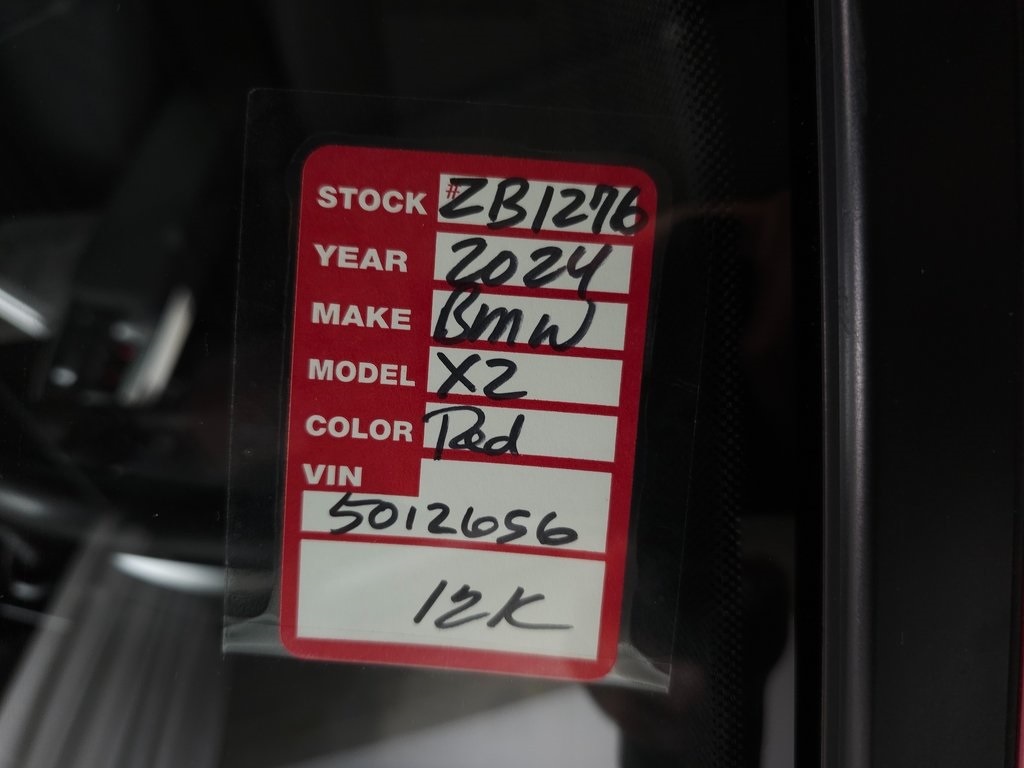 STOCK #ZB1276
YEAR 2024
MAKE BMW
MODEL X2
COLOR Red
VIN
5012656
12K